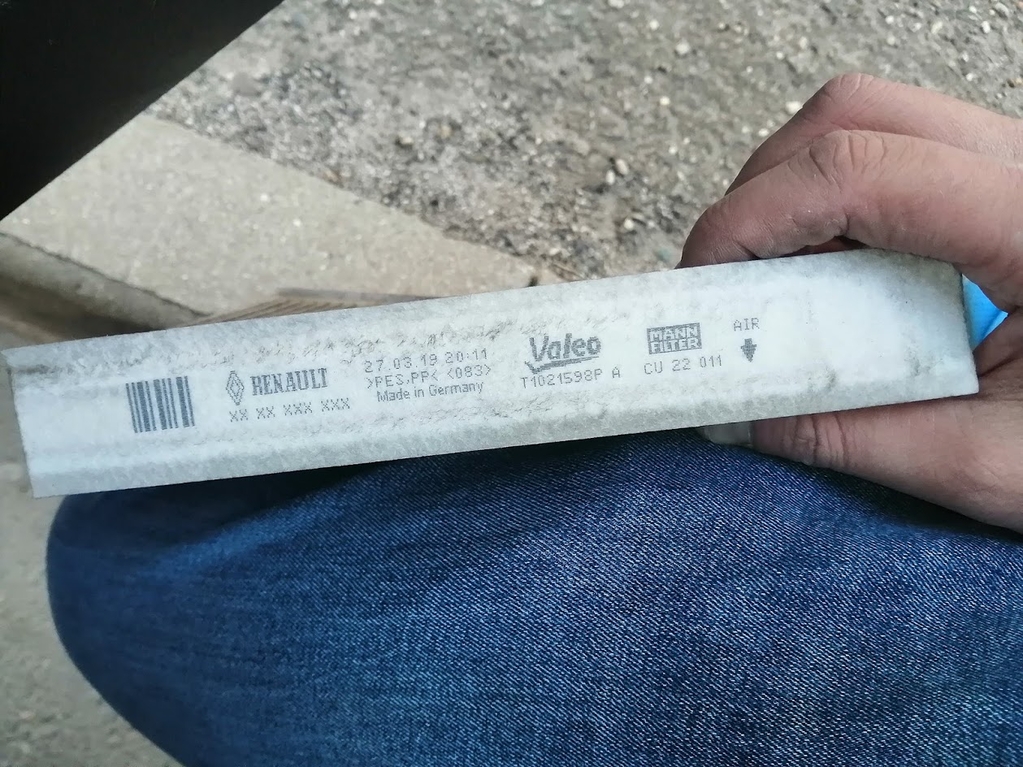 RENAULT
XX XX XXX XXX
27.03.19 20:11
>PES,PP< <083>
Made in Germany
Valeo
T1021598P A
MANN
FILTER
CU 22 011
AIR